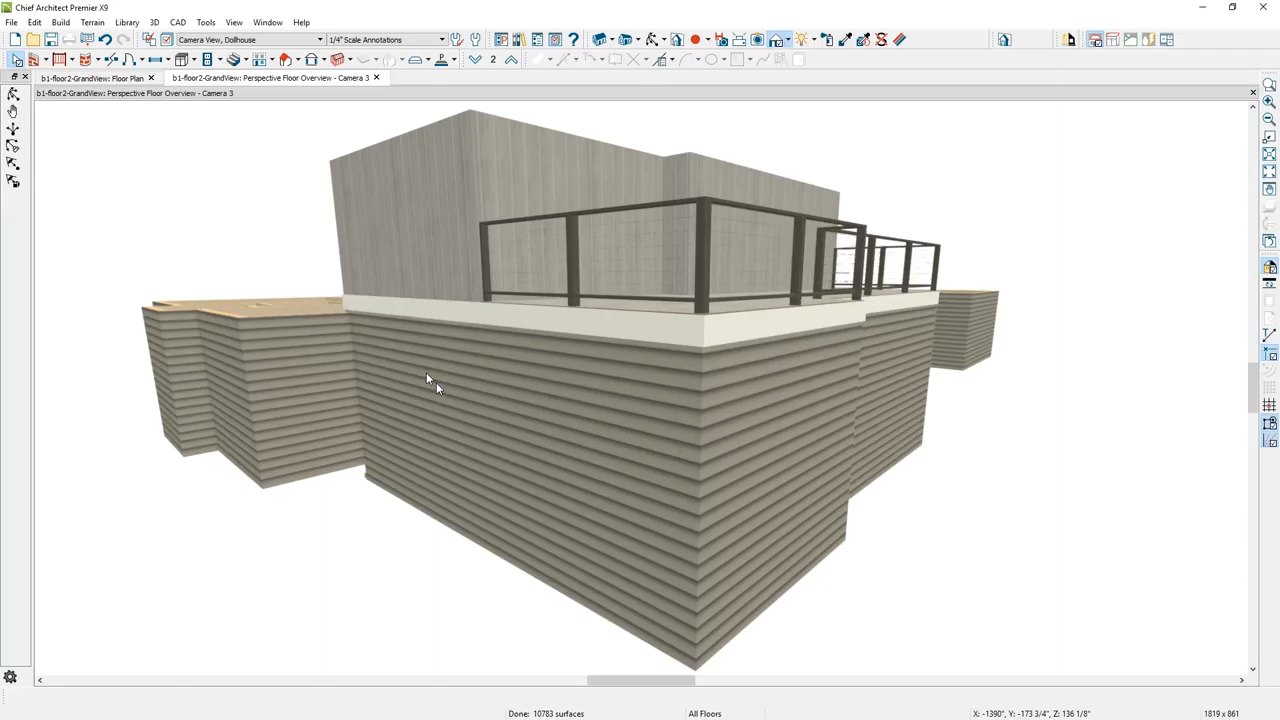 Chief Architect Premier X9
File Edit Build Terrain Library 3D CAD Tools View Window Help
Camera View, Dollhouse 1/4" Scale Annotations
2
b1-floor2-GrandView: Floor Plan b1-floor2-GrandView: Perspective Floor Overview - Camera 3
b1-floor2-GrandView: Perspective Floor Overview - Camera 3
Done: 10783 surfaces All Floors X: -1390", Y: -173 3/4", Z: 136 1/8" 1819 x 861